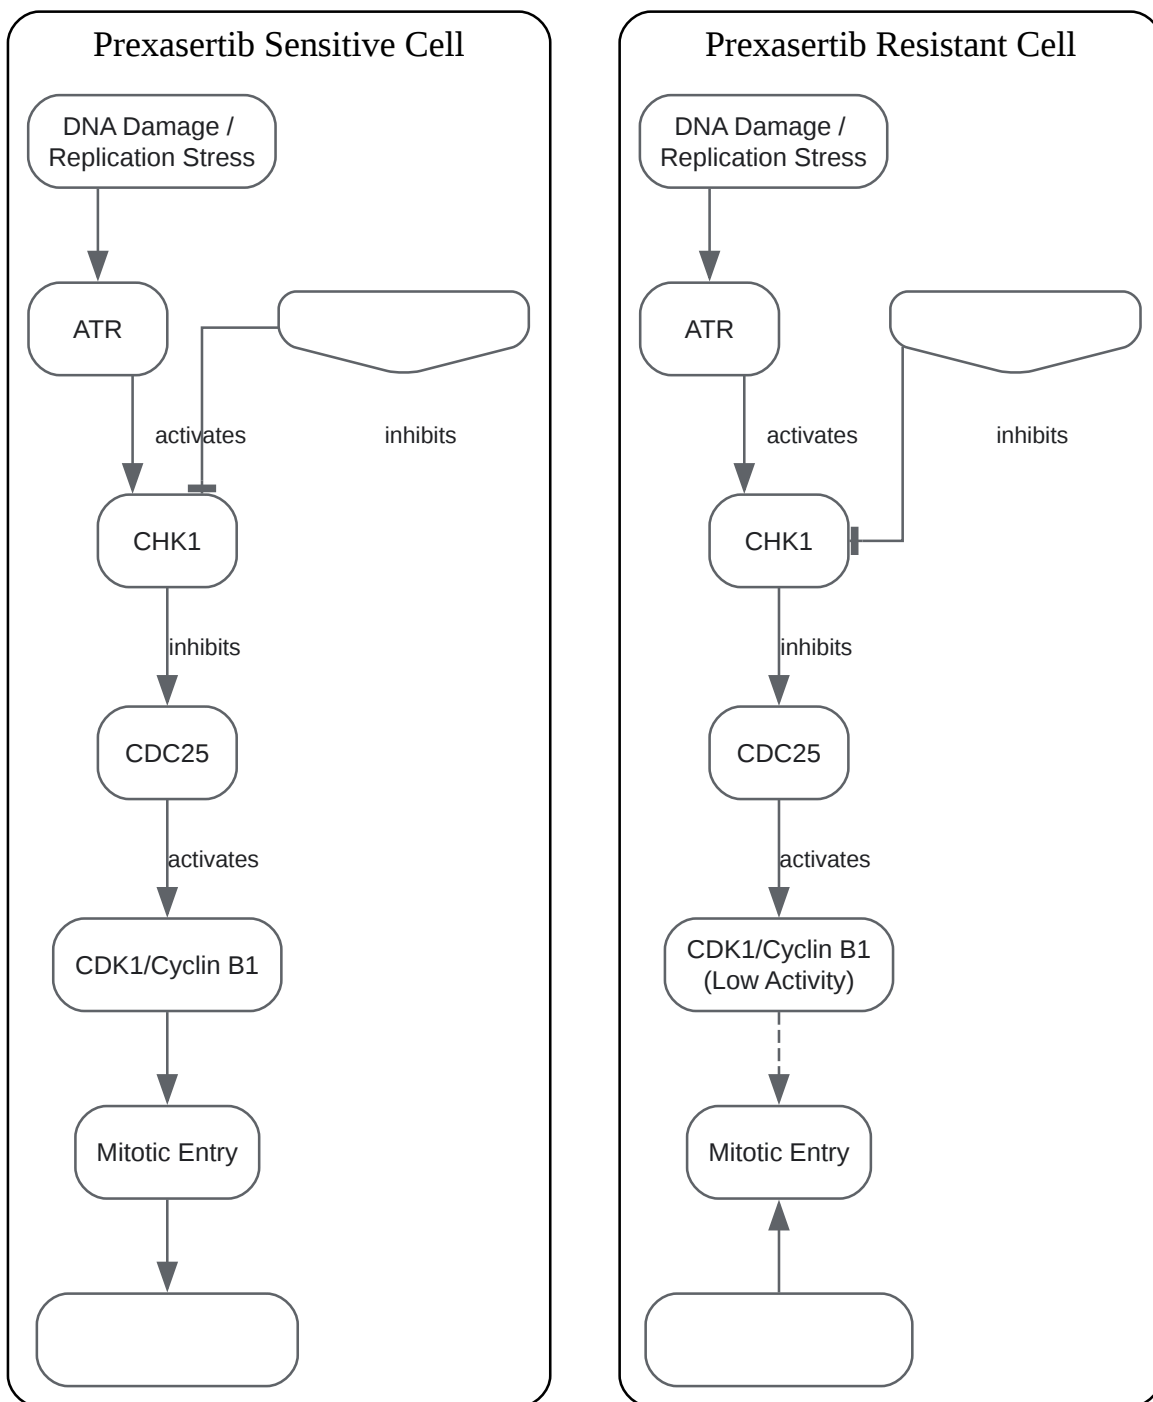 Prexasertib Sensitive Cell
DNA Damage /
Replication Stress
ATR
activates
inhibits
CHK1
inhibits
CDC25
activates
CDK1/Cyclin B1
Mitotic Entry
Prexasertib Resistant Cell
DNA Damage /
Replication Stress
ATR
activates
inhibits
CHK1
inhibits
CDC25
activates
CDK1/Cyclin B1
(Low Activity)
Mitotic Entry